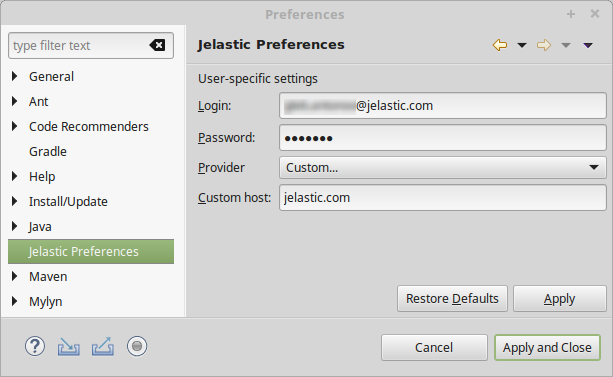 Preferences
type filter text
General
Ant
Code Recommenders
Gradle
Help
Install/Update
Java
Jelastic Preferences
Maven
Mylyn
Jelastic Preferences
User-specific settings
Login: @jelastic.com
Password: •••••••
Provider Custom...
Custom host: jelastic.com
Restore Defaults Apply
Cancel Apply and Close